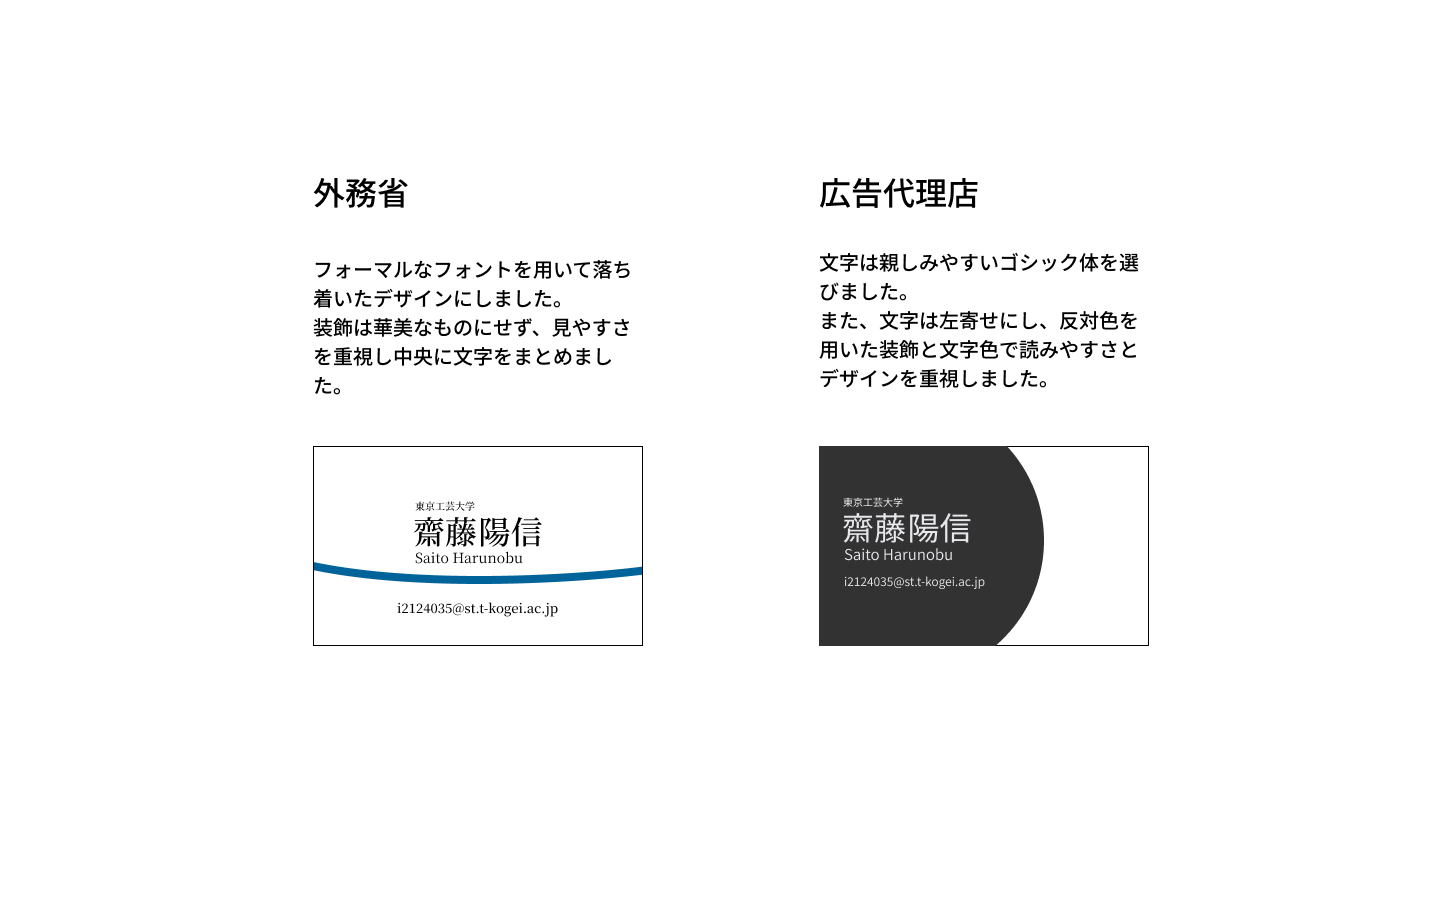 外務省
フォーマルなフォントを用いて落ち
着いたデザインにしました。
装飾は華美なものにせず、見やすさ
を重視し中央に文字をまとめまし
た。
東京工芸大学
齋藤陽信
Saito Harunobu
i2124035@st.t-kogei.ac.jp
広告代理店
文字は親しみやすいゴシック体を選
びました。
また、文字は左寄せにし、反対色を
用いた装飾と文字色で読みやすさと
デザインを重視しました。
東京工芸大学
齋藤陽信
Saito Harunobu
i2124035@st.t-kogei.ac.jp